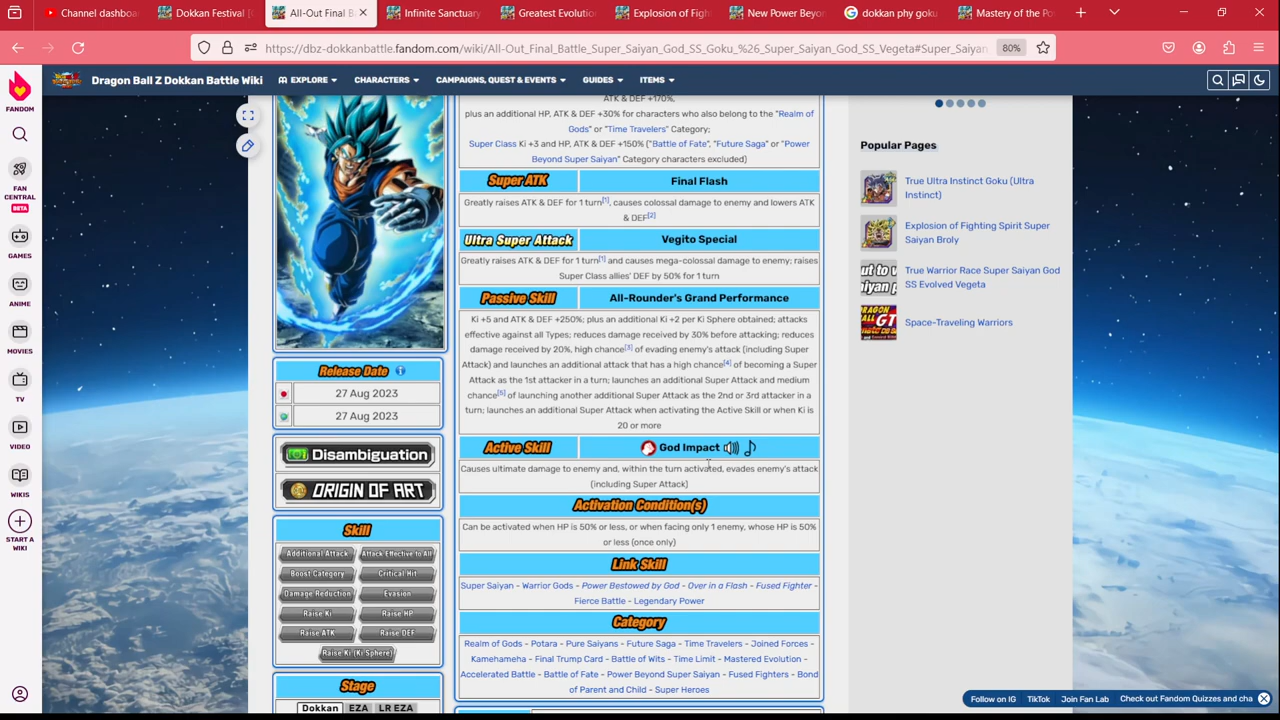 Channel dashboard
Dokkan Festival [
All-Out Final B
Infinite Sanctuary
Greatest Evolution
Explosion of Figh
New Power Beyo
dokkan phy goku
Mastery of the Po
https://dbz-dokkanbattle.fandom.com/wiki/All-Out_Final_Battle_Super_Saiyan_God_SS_Goku_%26_Super_Saiyan_God_SS_Vegeta#Super_Saiyan
80%
FANDOM
Dragon Ball Z Dokkan Battle Wiki
EXPLORE
CHARACTERS
CAMPAIGNS, QUEST & EVENTS
GUIDES
ITEMS
FAN CENTRAL
BETA
GAMES
ANIME
MOVIES
TV
VIDEO
WIKIS
START A WIKI
ATK & DEF +170%,
plus an additional HP, ATK & DEF +30% for characters who also belong to the "Realm of
Gods" or "Time Travelers" Category;
Super Class Ki +3 and HP, ATK & DEF +150% ("Battle of Fate", "Future Saga" or "Power
Beyond Super Saiyan" Category characters excluded)
Super ATK
Final Flash
Greatly raises ATK & DEF for 1 turn[1], causes colossal damage to enemy and lowers ATK
& DEF[2]
Ultra Super Attack
Vegito Special
Greatly raises ATK & DEF for 1 turn[1] and causes mega-colossal damage to enemy; raises
Super Class allies' DEF by 50% for 1 turn
Passive Skill
All-Rounder's Grand Performance
Ki +5 and ATK & DEF +250%; plus an additional Ki +2 per Ki Sphere obtained; attacks
effective against all Types; reduces damage received by 30% before attacking; reduces
damage received by 20%, high chance[3] of evading enemy's attack (including Super
Attack) and launches an additional attack that has a high chance[4] of becoming a Super
Attack as the 1st attacker in a turn; launches an additional Super Attack and medium
chance[5] of launching another additional Super Attack as the 2nd or 3rd attacker in a
turn; launches an additional Super Attack when activating the Active Skill or when Ki is
20 or more
Active Skill
God Impact
Causes ultimate damage to enemy and, within the turn activated, evades enemy's attack
(including Super Attack)
Activation Condition(s)
Can be activated when HP is 50% or less, or when facing only 1 enemy, whose HP is 50%
or less (once only)
Link Skill
Super Saiyan - Warrior Gods - Power Bestowed by God - Over in a Flash - Fused Fighter -
Fierce Battle - Legendary Power
Category
Realm of Gods - Potara - Pure Saiyans - Future Saga - Time Travelers - Joined Forces -
Kamehameha - Final Trump Card - Battle of Wits - Time Limit - Mastered Evolution -
Accelerated Battle - Battle of Fate - Power Beyond Super Saiyan - Fused Fighters - Bond
of Parent and Child - Super Heroes
Release Date
27 Aug 2023
27 Aug 2023
Disambiguation
ORIGIN OF ART
Skill
Additional Attack
Attack Effective to All
Boost Category
Critical Hit
Damage Reduction
Evasion
Raise Ki
Raise HP
Raise ATK
Raise DEF
Raise Ki (Ki Sphere)
Stage
Dokkan
EZA
LR EZA
Popular Pages
True Ultra Instinct Goku (Ultra
Instinct)
Explosion of Fighting Spirit Super
Saiyan Broly
True Warrior Race Super Saiyan God
SS Evolved Vegeta
Space-Traveling Warriors
Follow on IG
TikTok
Join Fan Lab
Check out Fandom Quizzes and cha